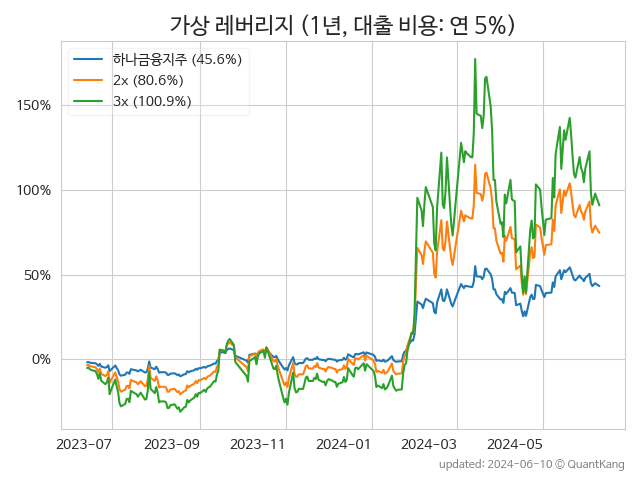 가상 레버리지 (1년, 대출 비용: 연 5%)
하나금융지주 (45.6%)
2x (80.6%)
3x (100.9%)
150%
100%
50%
0%
2023-07 2023-09 2023-11 2024-01 2024-03 2024-05
updated: 2024-06-10 © QuantKang